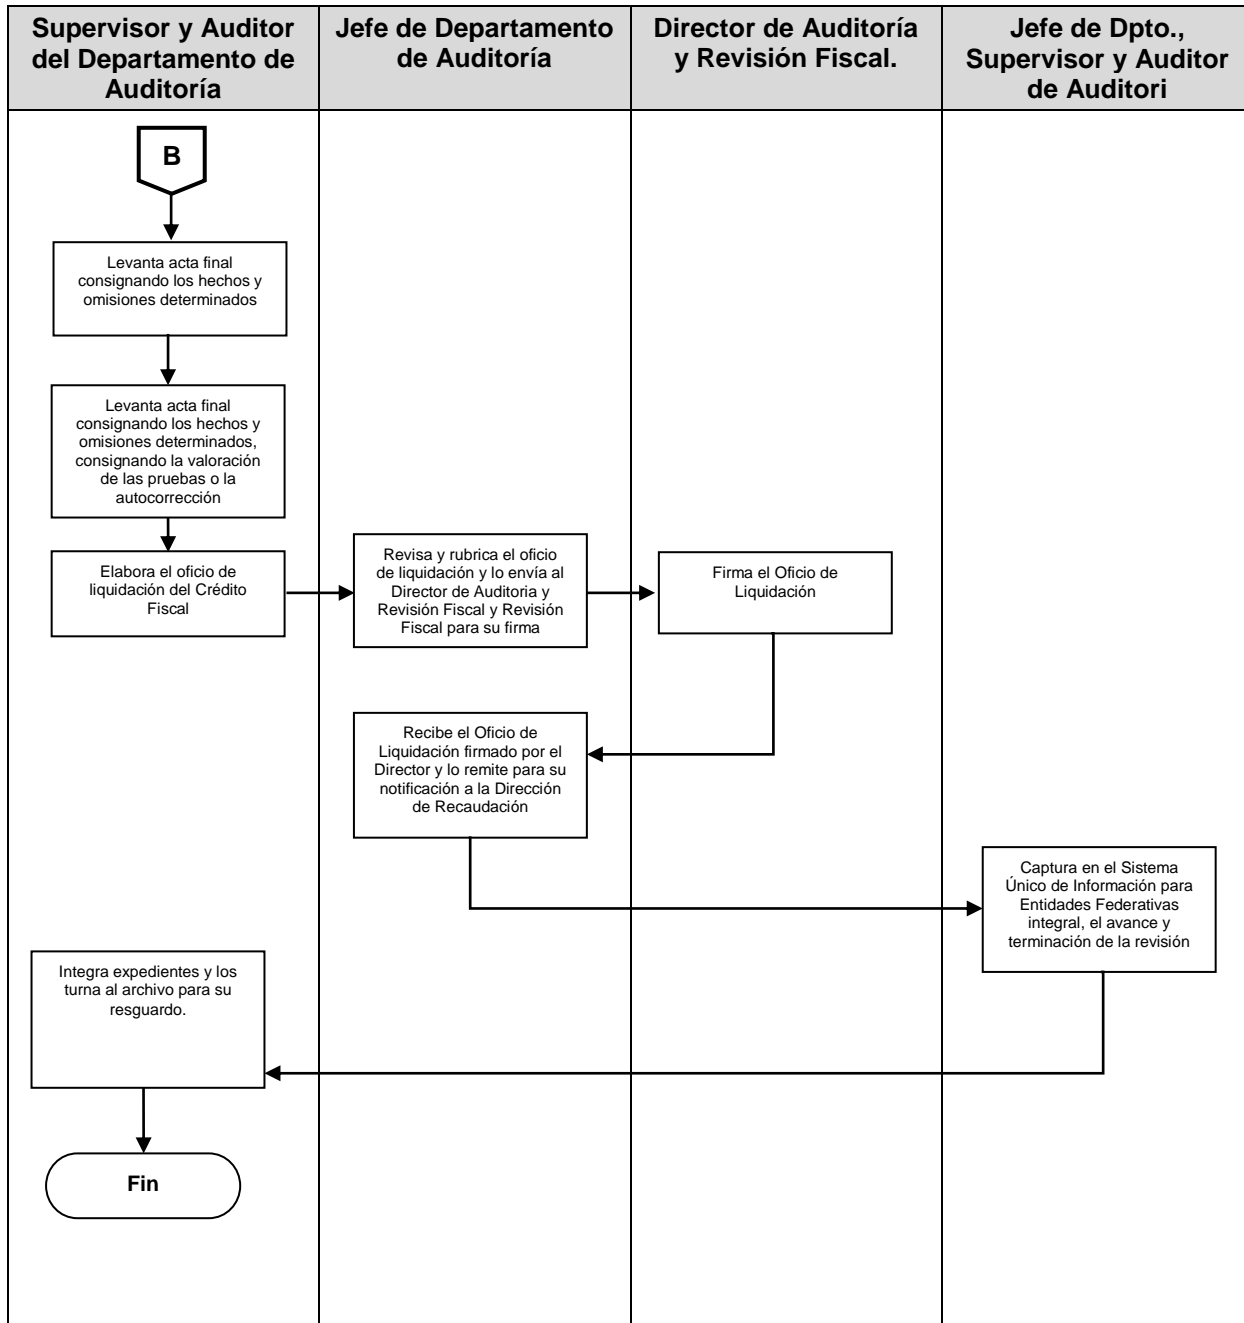 Supervisor y Auditor
del Departamento de
Auditoría
Jefe de Departamento
de Auditoría
Director de Auditoría
y Revisión Fiscal.
Jefe de Dpto.,
Supervisor y Auditor
de Auditori
B
Levanta acta final
consignando los hechos y
omisiones determinados
Levanta acta final
consignando los hechos y
omisiones determinados,
consignando la valoración
de las pruebas o la
autocorrección
Elabora el oficio de
liquidación del Crédito
Fiscal
Revisa y rubrica el oficio
de liquidación y lo envía al
Director de Auditoria y
Revisión Fiscal y Revisión
Fiscal para su firma
Firma el Oficio de
Liquidación
Recibe el Oficio de
Liquidación firmado por el
Director y lo remite para su
notificación a la Dirección
de Recaudación
Captura en el Sistema
Único de Información para
Entidades Federativas
integral, el avance y
terminación de la revisión
Integra expedientes y los
turna al archivo para su
resguardo.
Fin